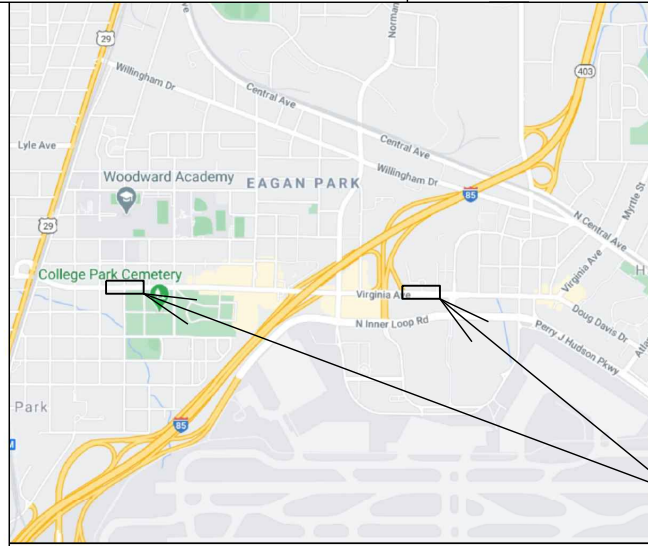 29
Willingham Dr
Central Ave
403
Lyle Ave
Central Ave
Willingham Dr
Woodward Academy
EAGAN PARK
85
Myrtle St
N Central Ave
29
Virginia Ave
College Park Cemetery
Virginia Ave
Doug Davis Dr
N Inner Loop Rd
Perry J Hudson Pkwy
Park
85